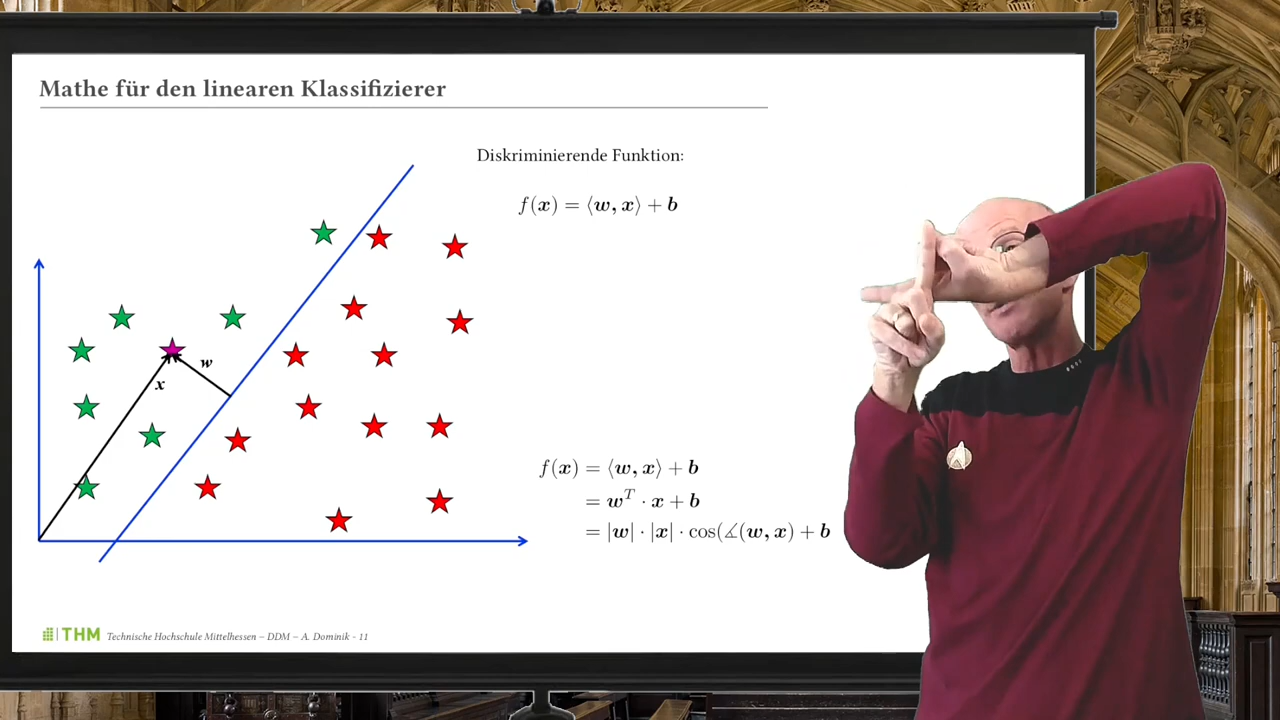 Mathe für den linearen Klassifizierer
Diskriminierende Funktion:
f(x) = ⟨w, x⟩ + b
w
x
f(x) = ⟨w, x⟩ + b
= w^T · x + b
= |w| · |x| · cos(∡(w, x) + b
THM Technische Hochschule Mittelhessen – DDM – A. Dominik - 11